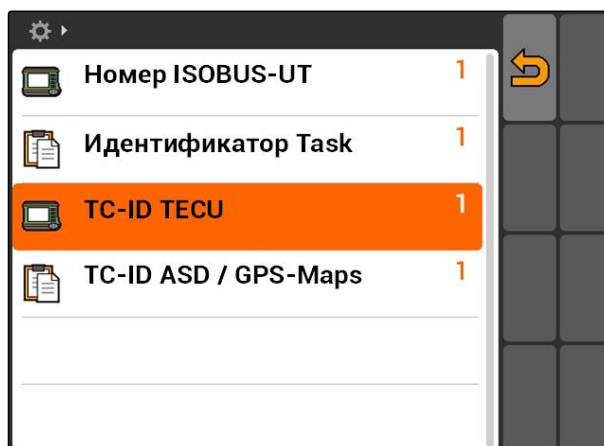 Номер ISOBUS-UT 1
Идентификатор Task 1
TC-ID TECU 1
TC-ID ASD / GPS-Maps 1